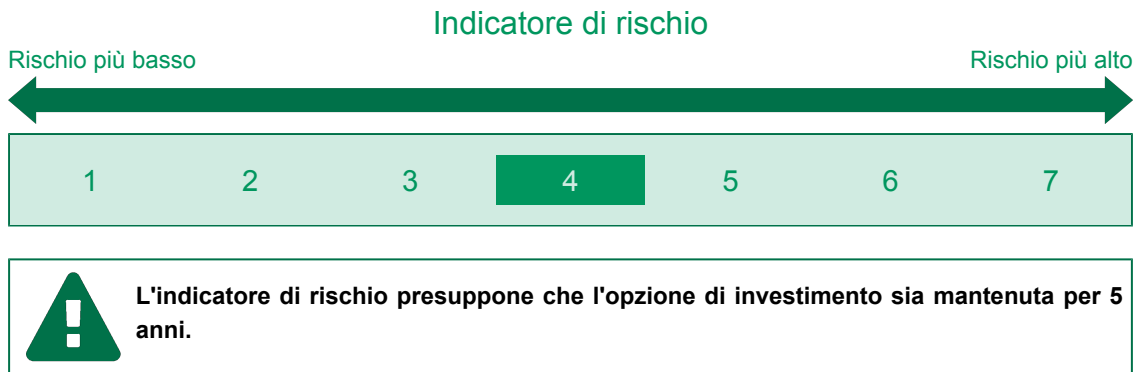 Indicatore di rischio
Rischio più basso
Rischio più alto
1 2 3 4 5 6 7
L'indicatore di rischio presuppone che l'opzione di investimento sia mantenuta per 5
anni.